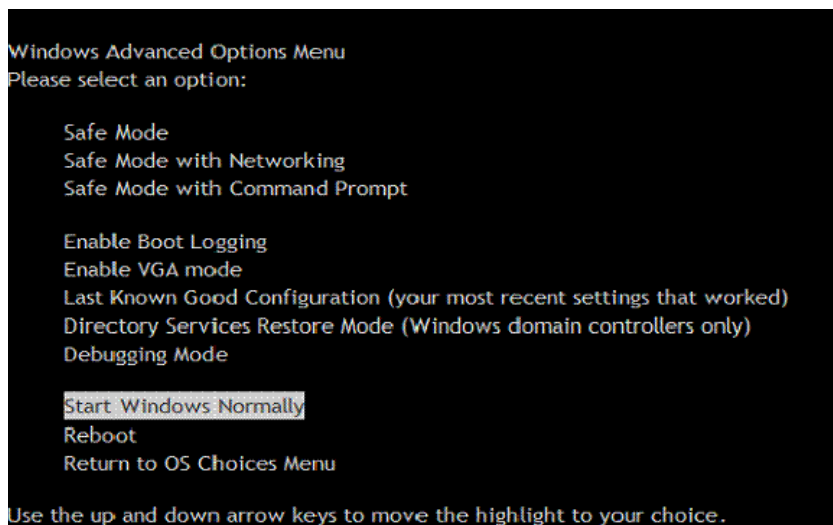 Windows Advanced Options Menu
Please select an option:
Safe Mode
Safe Mode with Networking
Safe Mode with Command Prompt
Enable Boot Logging
Enable VGA mode
Last Known Good Configuration (your most recent settings that worked)
Directory Services Restore Mode (Windows domain controllers only)
Debugging Mode
Start Windows Normally
Reboot
Return to OS Choices Menu
Use the up and down arrow keys to move the highlight to your choice.